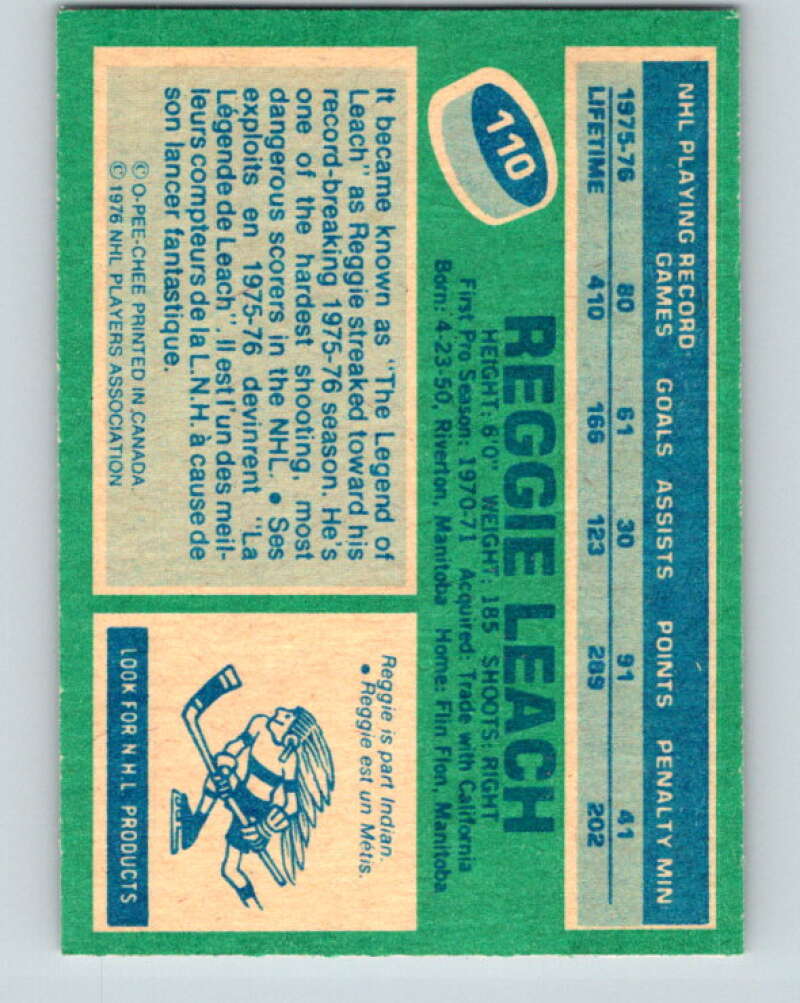 NHL PLAYING RECORD: GAMES GOALS ASSISTS POINTS PENALTY MIN
1975-76 80 61 30 91 41
LIFETIME 410 166 123 289 202
110
REGGIE LEACH
HEIGHT: 6'0" WEIGHT: 185 SHOOTS: RIGHT
First Pro Season: 1970-71 Acquired: Trade with California
Born: 4-23-50, Riverton, Manitoba Home: Flin Flon, Manitoba
It became known as "The Legend of
Leach" as Reggie streaked toward his
record-breaking 1975-76 season. He's
one of the hardest shooting, most
dangerous scorers in the NHL. • Ses
exploits en 1975-76 devinrent "La
Légende de Leach". Il est l'un des meil-
leurs compteurs de la L.N.H. à cause de
son lancer fantastique.
© O-PEE-CHEE PRINTED IN CANADA
© 1976 NHL PLAYERS ASSOCIATION
Reggie is part Indian.
• Reggie est un Métis.
LOOK FOR N.H.L PRODUCTS